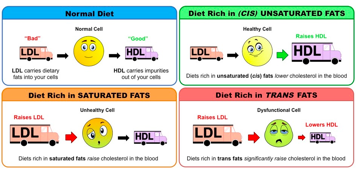 Normal Diet
"Bad"
Normal Cell
"Good"
LDL
HDL
LDL carries dietary
fats into your cells
HDL carries impurities
out of your cells
Diet Rich in (CIS) UNSATURATED FATS
Healthy Cell
Raises HDL
LDL
HDL
Diets rich in unsaturated (cis) fats lower cholesterol in the blood
Diet Rich in SATURATED FATS
Raises LDL
Unhealthy Cell
LDL
HDL
Diets rich in saturated fats raise cholesterol in the blood
Diet Rich in TRANS FATS
Raises LDL
Dysfunctional Cell
Lowers HDL
LDL
HDL
Diets rich in trans fats significantly raise cholesterol in the blood